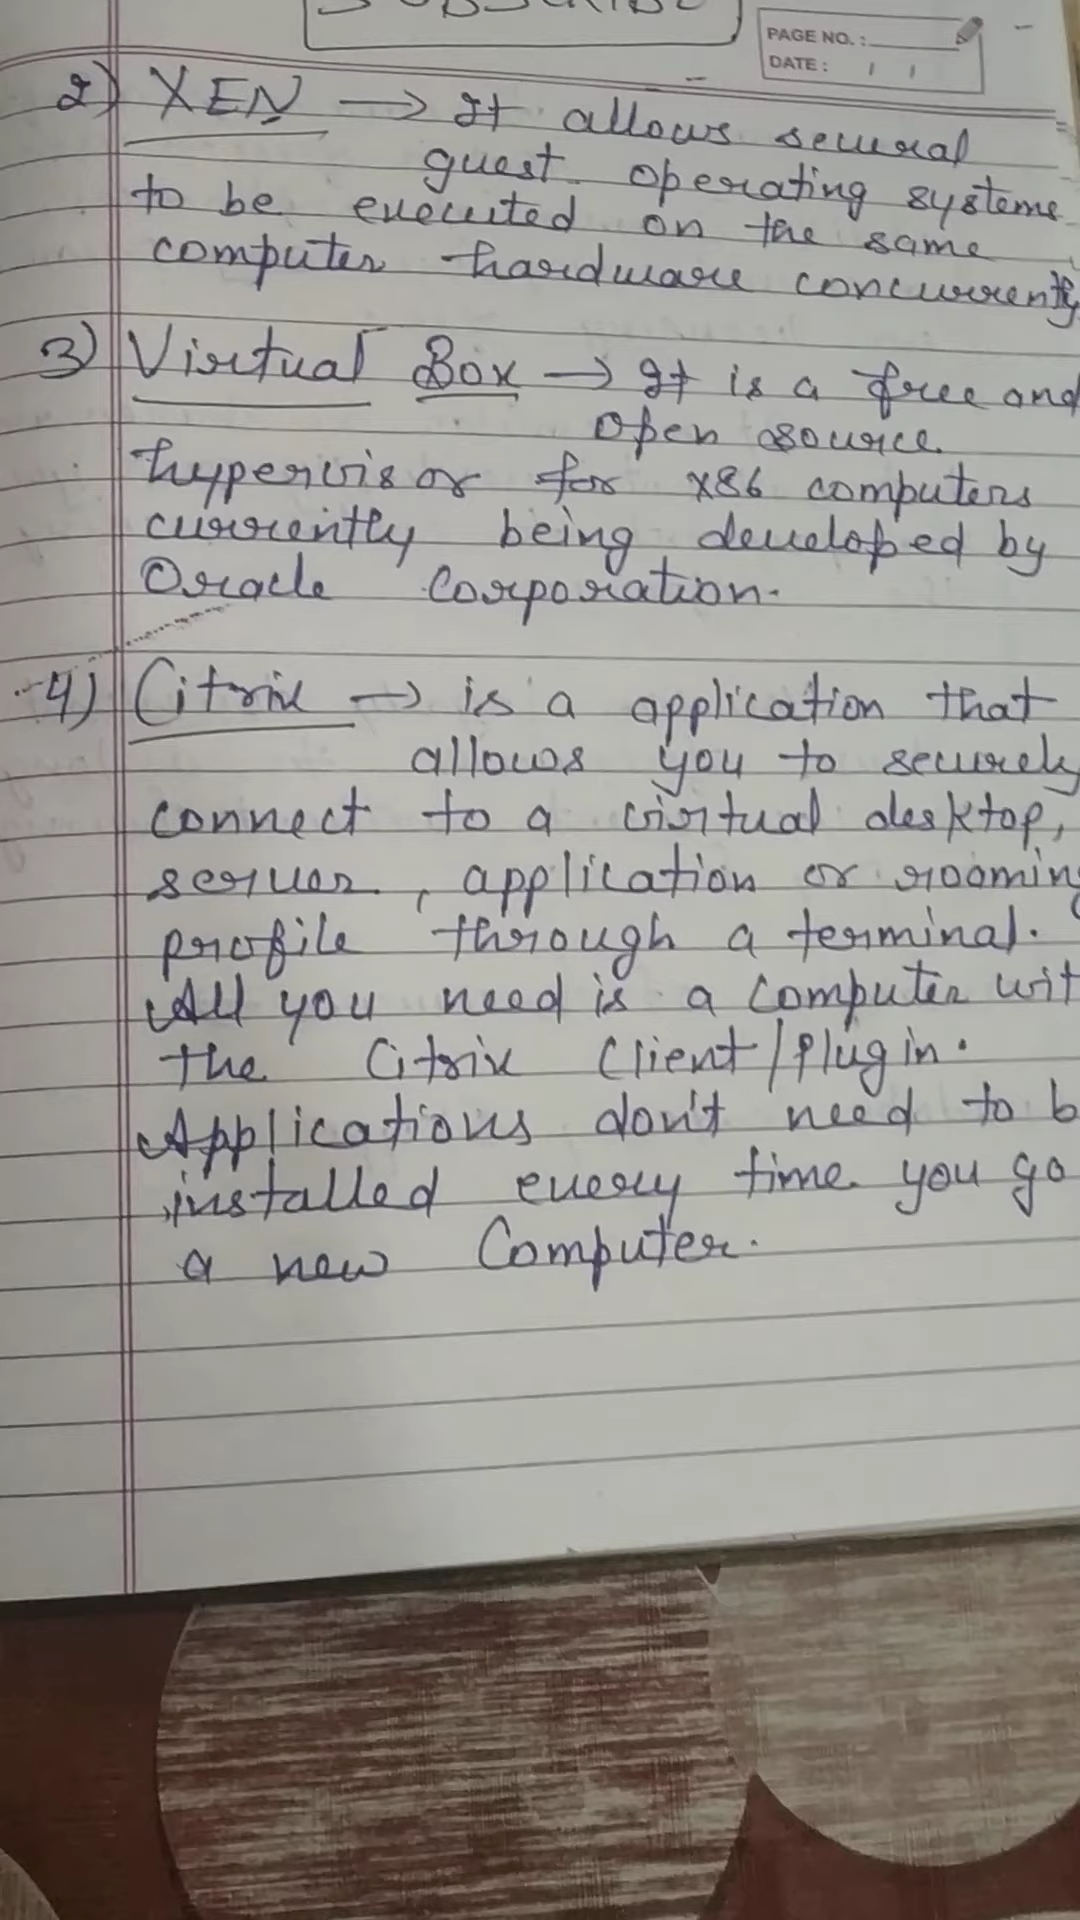 SUBSCRIBE
PAGE NO. :
DATE : / /
2) XEN → It allows several
guest operating systems
to be executed on the same
computer hardware concurrently
3) Virtual Box → It is a free and
open source
hypervisor for x86 computers
currently being developed by
Oracle Corporation.
4) Citrix → is a application that
allows you to securely
connect to a virtual desktop,
server, application or roaming
profile through a terminal.
All you need is a computer wit
the Citrix Client/Plugin.
Applications don't need to b
installed every time you go
a new Computer.